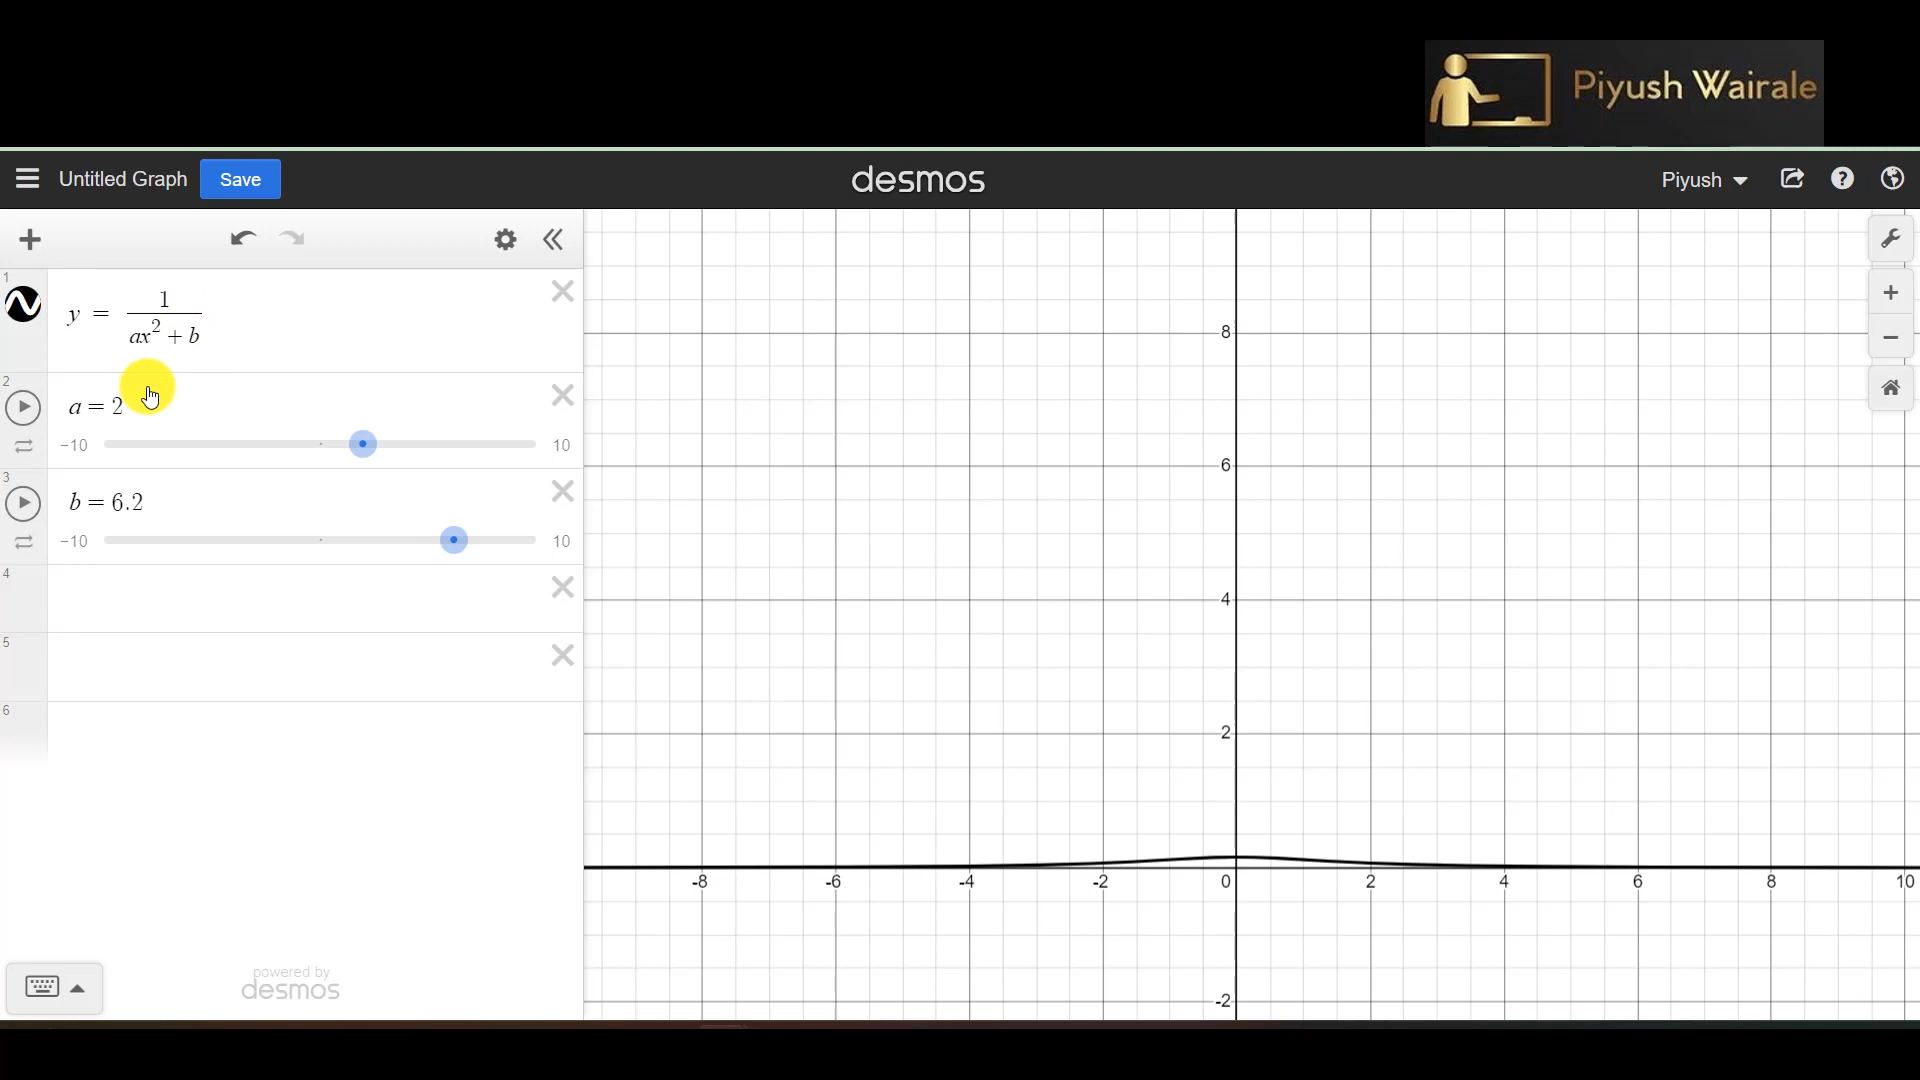 Piyush Wairale
Untitled Graph Save desmos Piyush
1
y = 1/(ax² + b)
2
a = 2
−10 10
3
b = 6.2
−10 10
4
5
6
powered by
desmos
8
6
4
2
-8 -6 -4 -2 0 2 4 6 8 10
-2